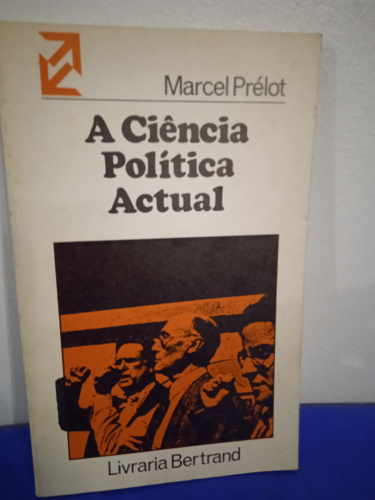 Marcel Prélot
A Ciência
Política
Actual
Livraria Bertrand